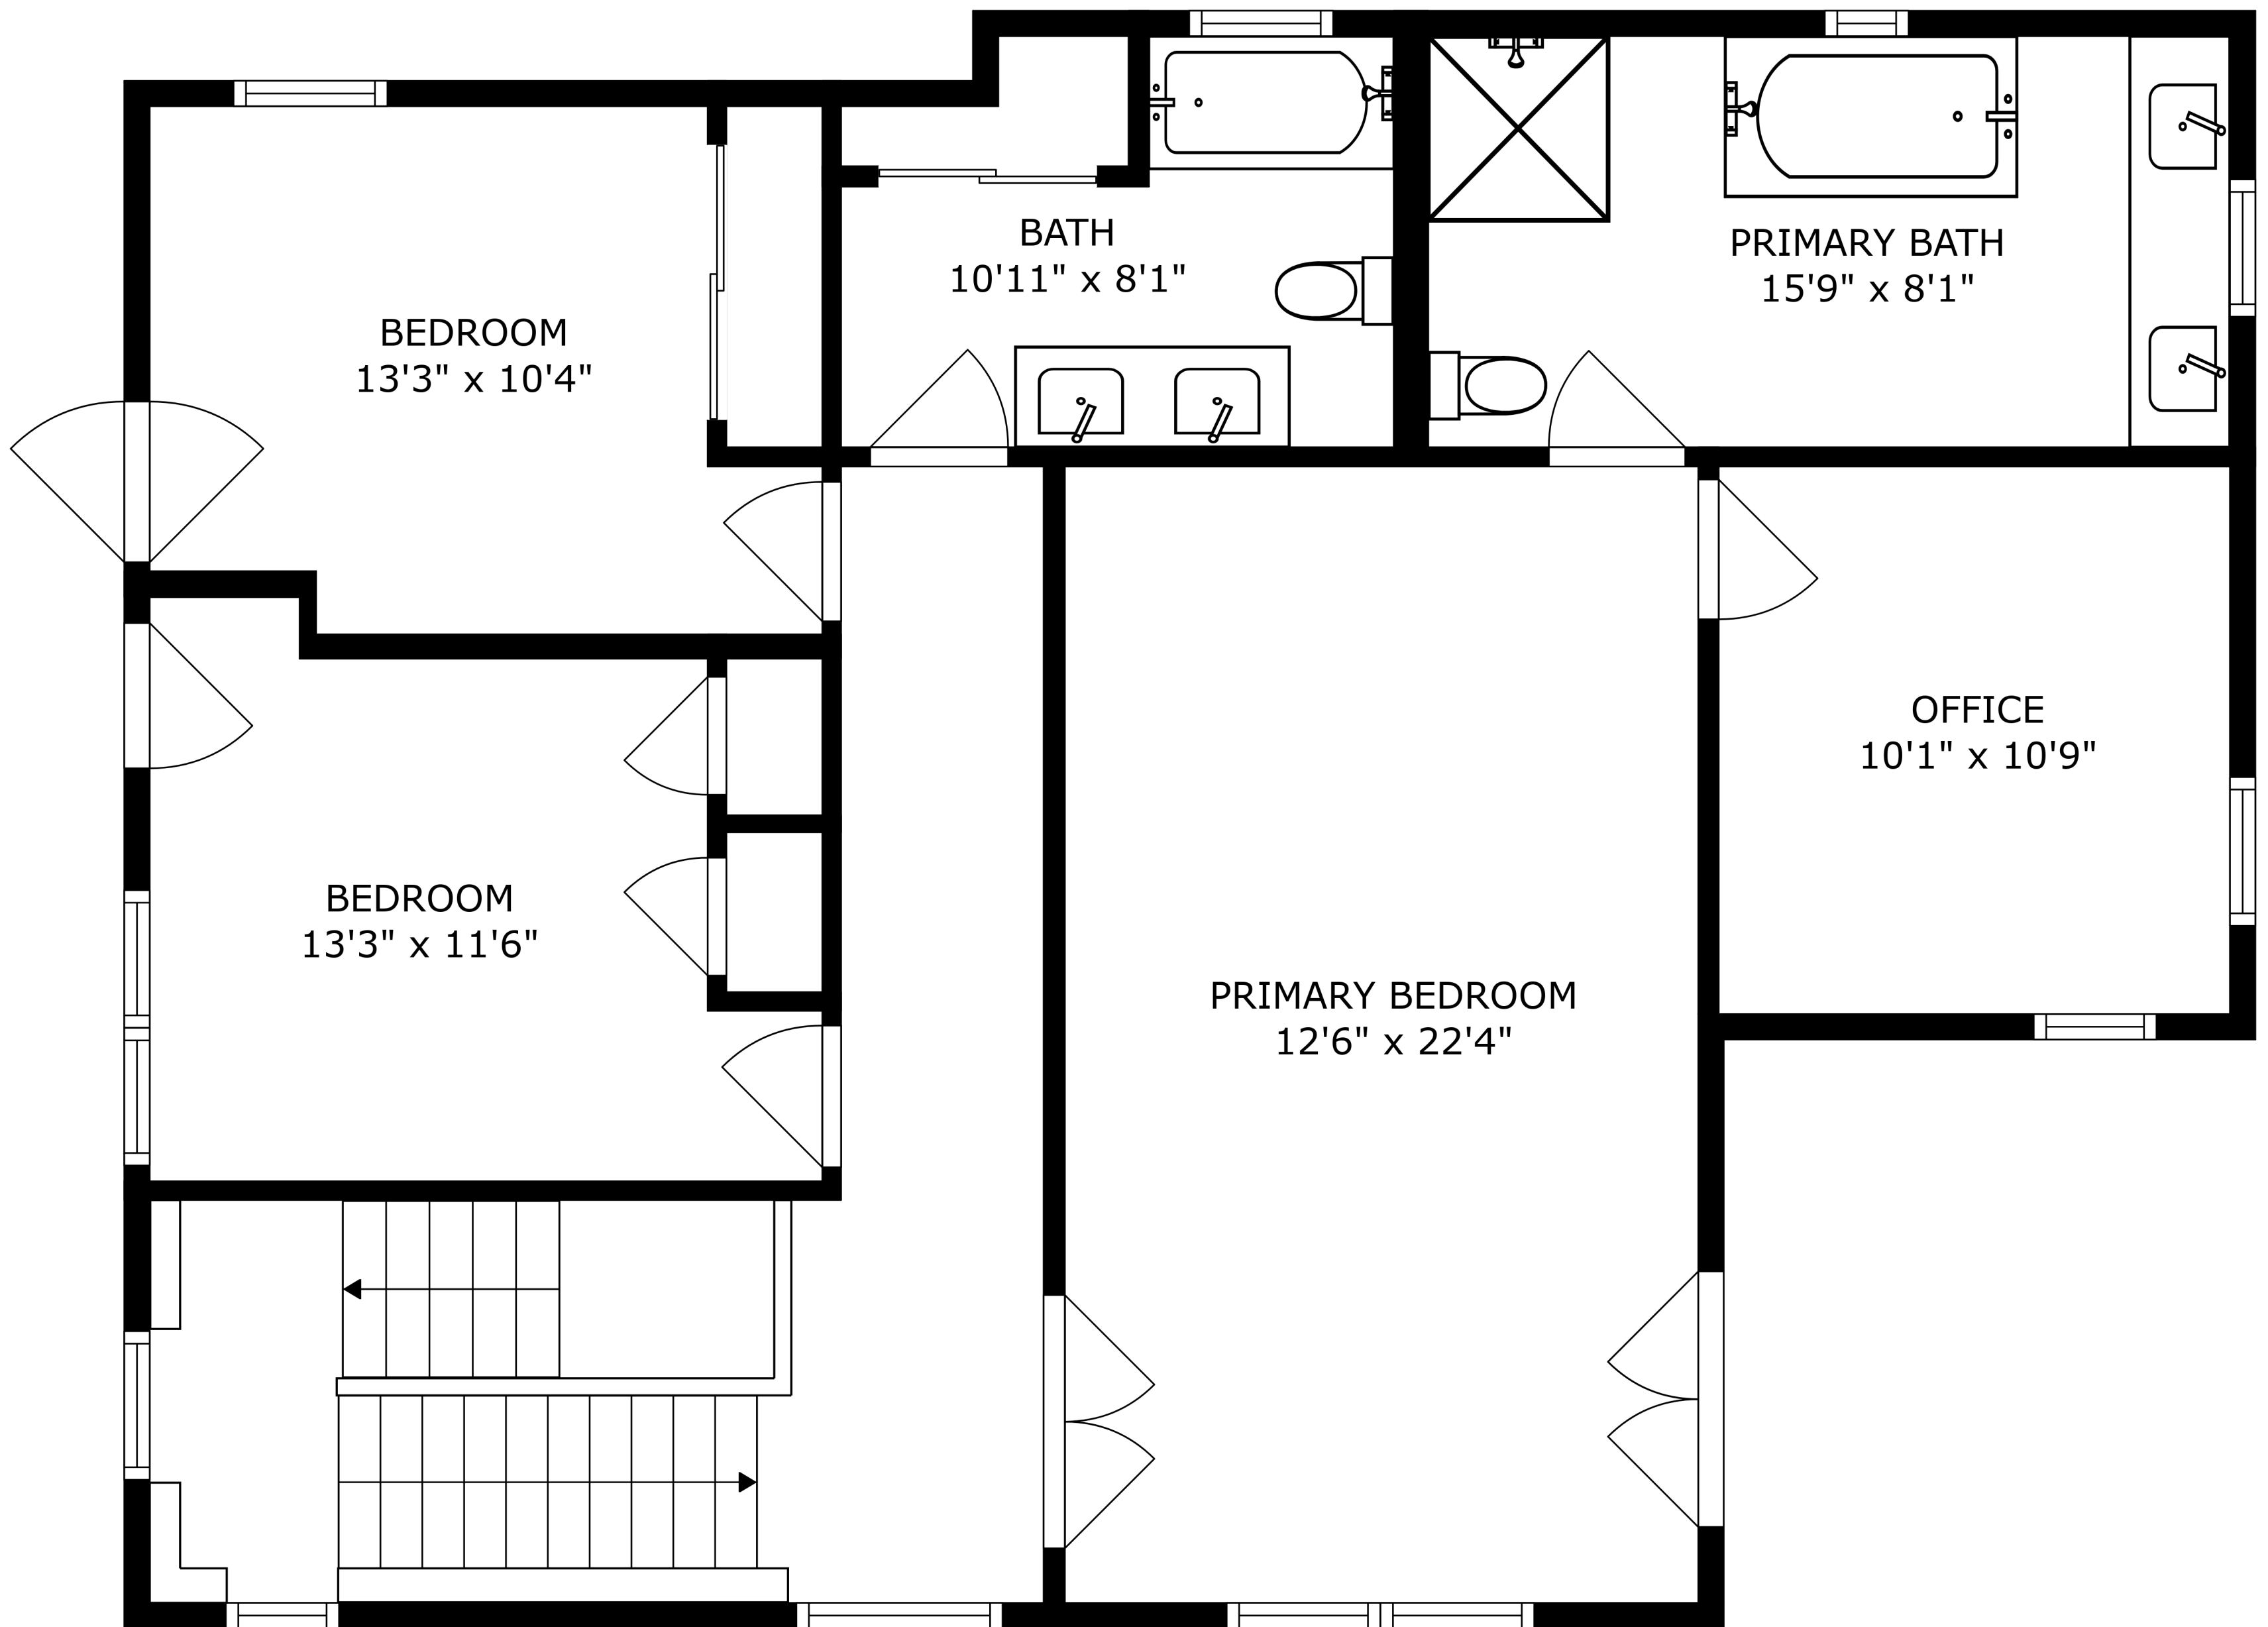 BATH
10'11" x 8'1"
PRIMARY BATH
15'9" x 8'1"
BEDROOM
13'3" x 10'4"
OFFICE
10'1" x 10'9"
BEDROOM
13'3" x 11'6"
PRIMARY BEDROOM
12'6" x 22'4"